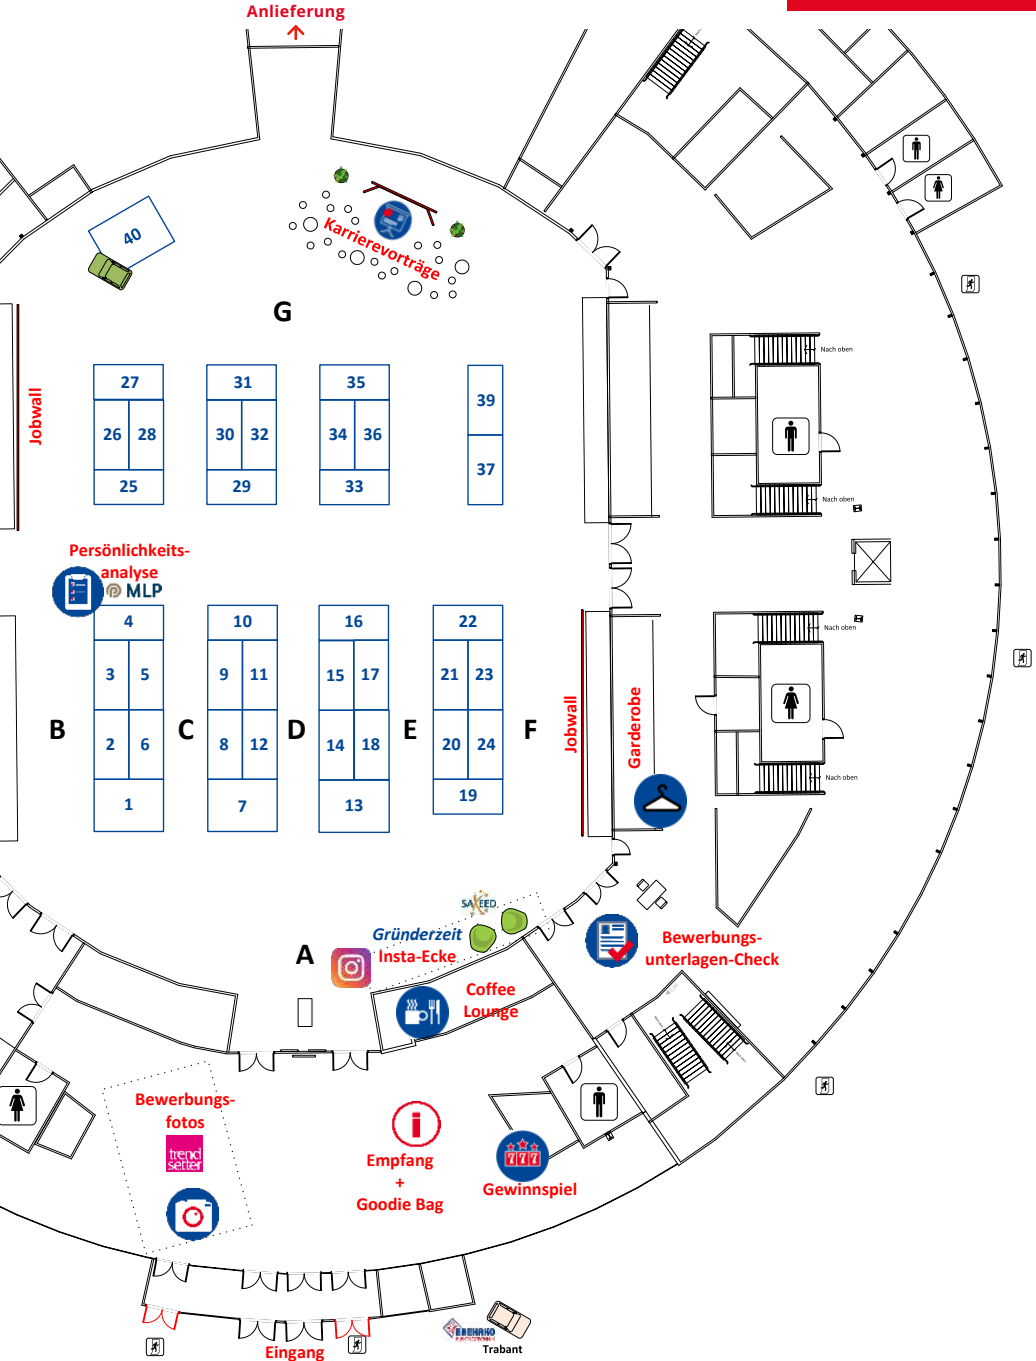 Anlieferung
40
Karrierevorträge
G
Nach oben
27
31
35
39
Jobwall
26
28
30
32
34
36
37
25
29
33
Nach oben
Persönlichkeits-
analyse
MLP
4
10
16
22
Nach oben
3
5
9
11
15
17
21
23
B
C
D
E
F
Jobwall
Garderobe
2
6
8
12
14
18
20
24
Nach oben
1
7
13
19
SAXEED
Gründerzeit
A
Insta-Ecke
Bewerbungs-
unterlagen-Check
Coffee
Lounge
Bewerbungs-
fotos
trend
setter
Empfang
+
Goodie Bag
777
Gewinnspiel
Eingang
EBEHAKO
Trabant